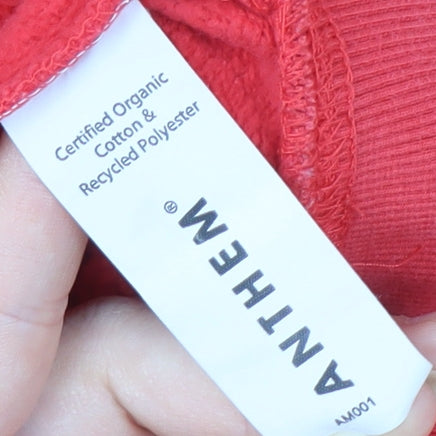 Certified Organic
Cotton &
Recycled Polyester
ANTHEM®
AM001